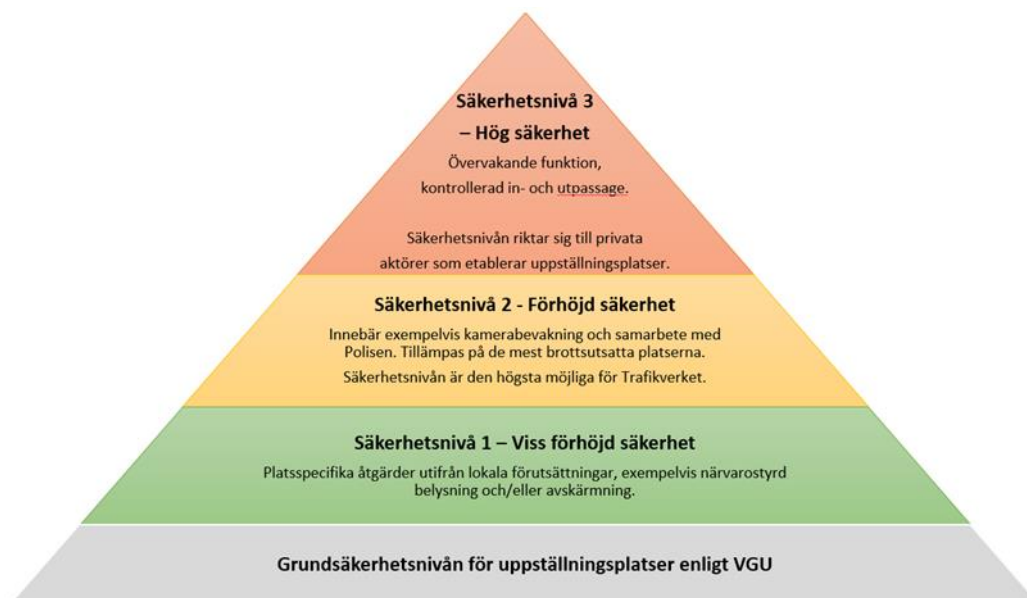 Säkerhetsnivå 3
– Hög säkerhet
Övervakande funktion,
kontrollerad in- och utpassage.
Säkerhetsnivån riktar sig till privata
aktörer som etablerar uppställningsplatser.
Säkerhetsnivå 2 - Förhöjd säkerhet
Innebär exempelvis kamerabevakning och samarbete med
Polisen. Tillämpas på de mest brottsutsatta platserna.
Säkerhetsnivån är den högsta möjliga för Trafikverket.
Säkerhetsnivå 1 – Viss förhöjd säkerhet
Platsspecifika åtgärder utifrån lokala förutsättningar, exempelvis närvarostyrd
belysning och/eller avskärmning.
Grundsäkerhetsnivån för uppställningsplatser enligt VGU